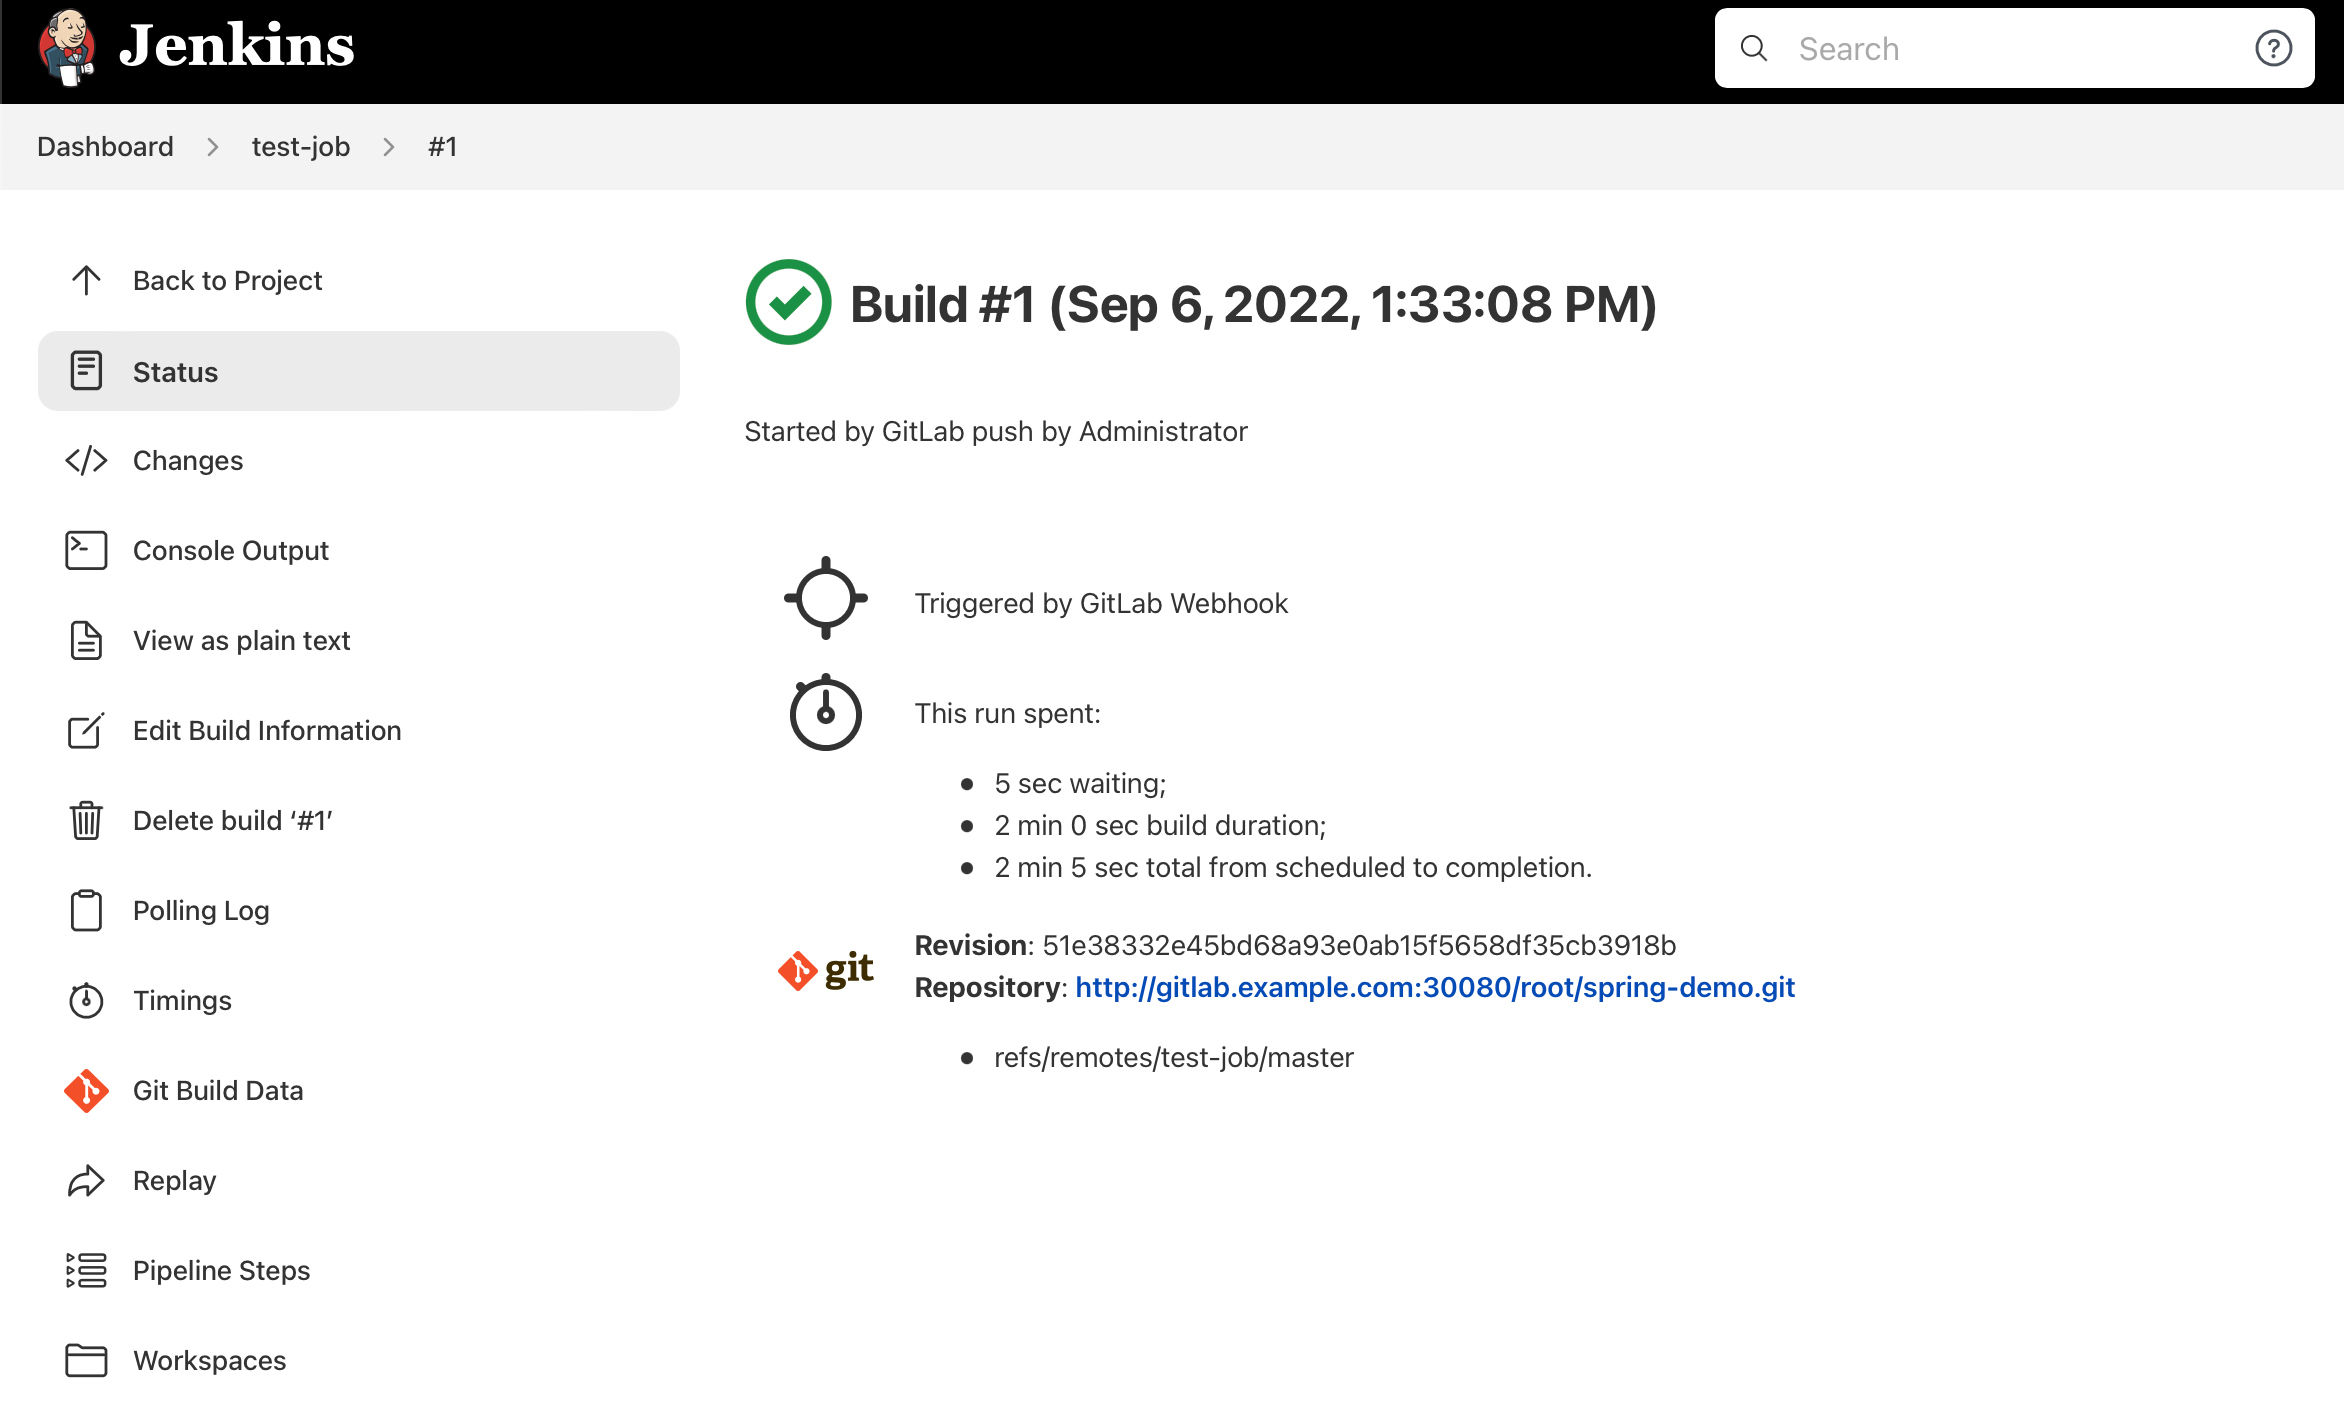 Jenkins
Search
Dashboard > test-job > #1
Back to Project
Status
Changes
Console Output
View as plain text
Edit Build Information
Delete build ‘#1’
Polling Log
Timings
Git Build Data
Replay
Pipeline Steps
Workspaces
Build #1 (Sep 6, 2022, 1:33:08 PM)
Started by GitLab push by Administrator
Triggered by GitLab Webhook
This run spent:
5 sec waiting;
2 min 0 sec build duration;
2 min 5 sec total from scheduled to completion.
git
Revision: 51e38332e45bd68a93e0ab15f5658df35cb3918b
Repository: http://gitlab.example.com:30080/root/spring-demo.git
refs/remotes/test-job/master